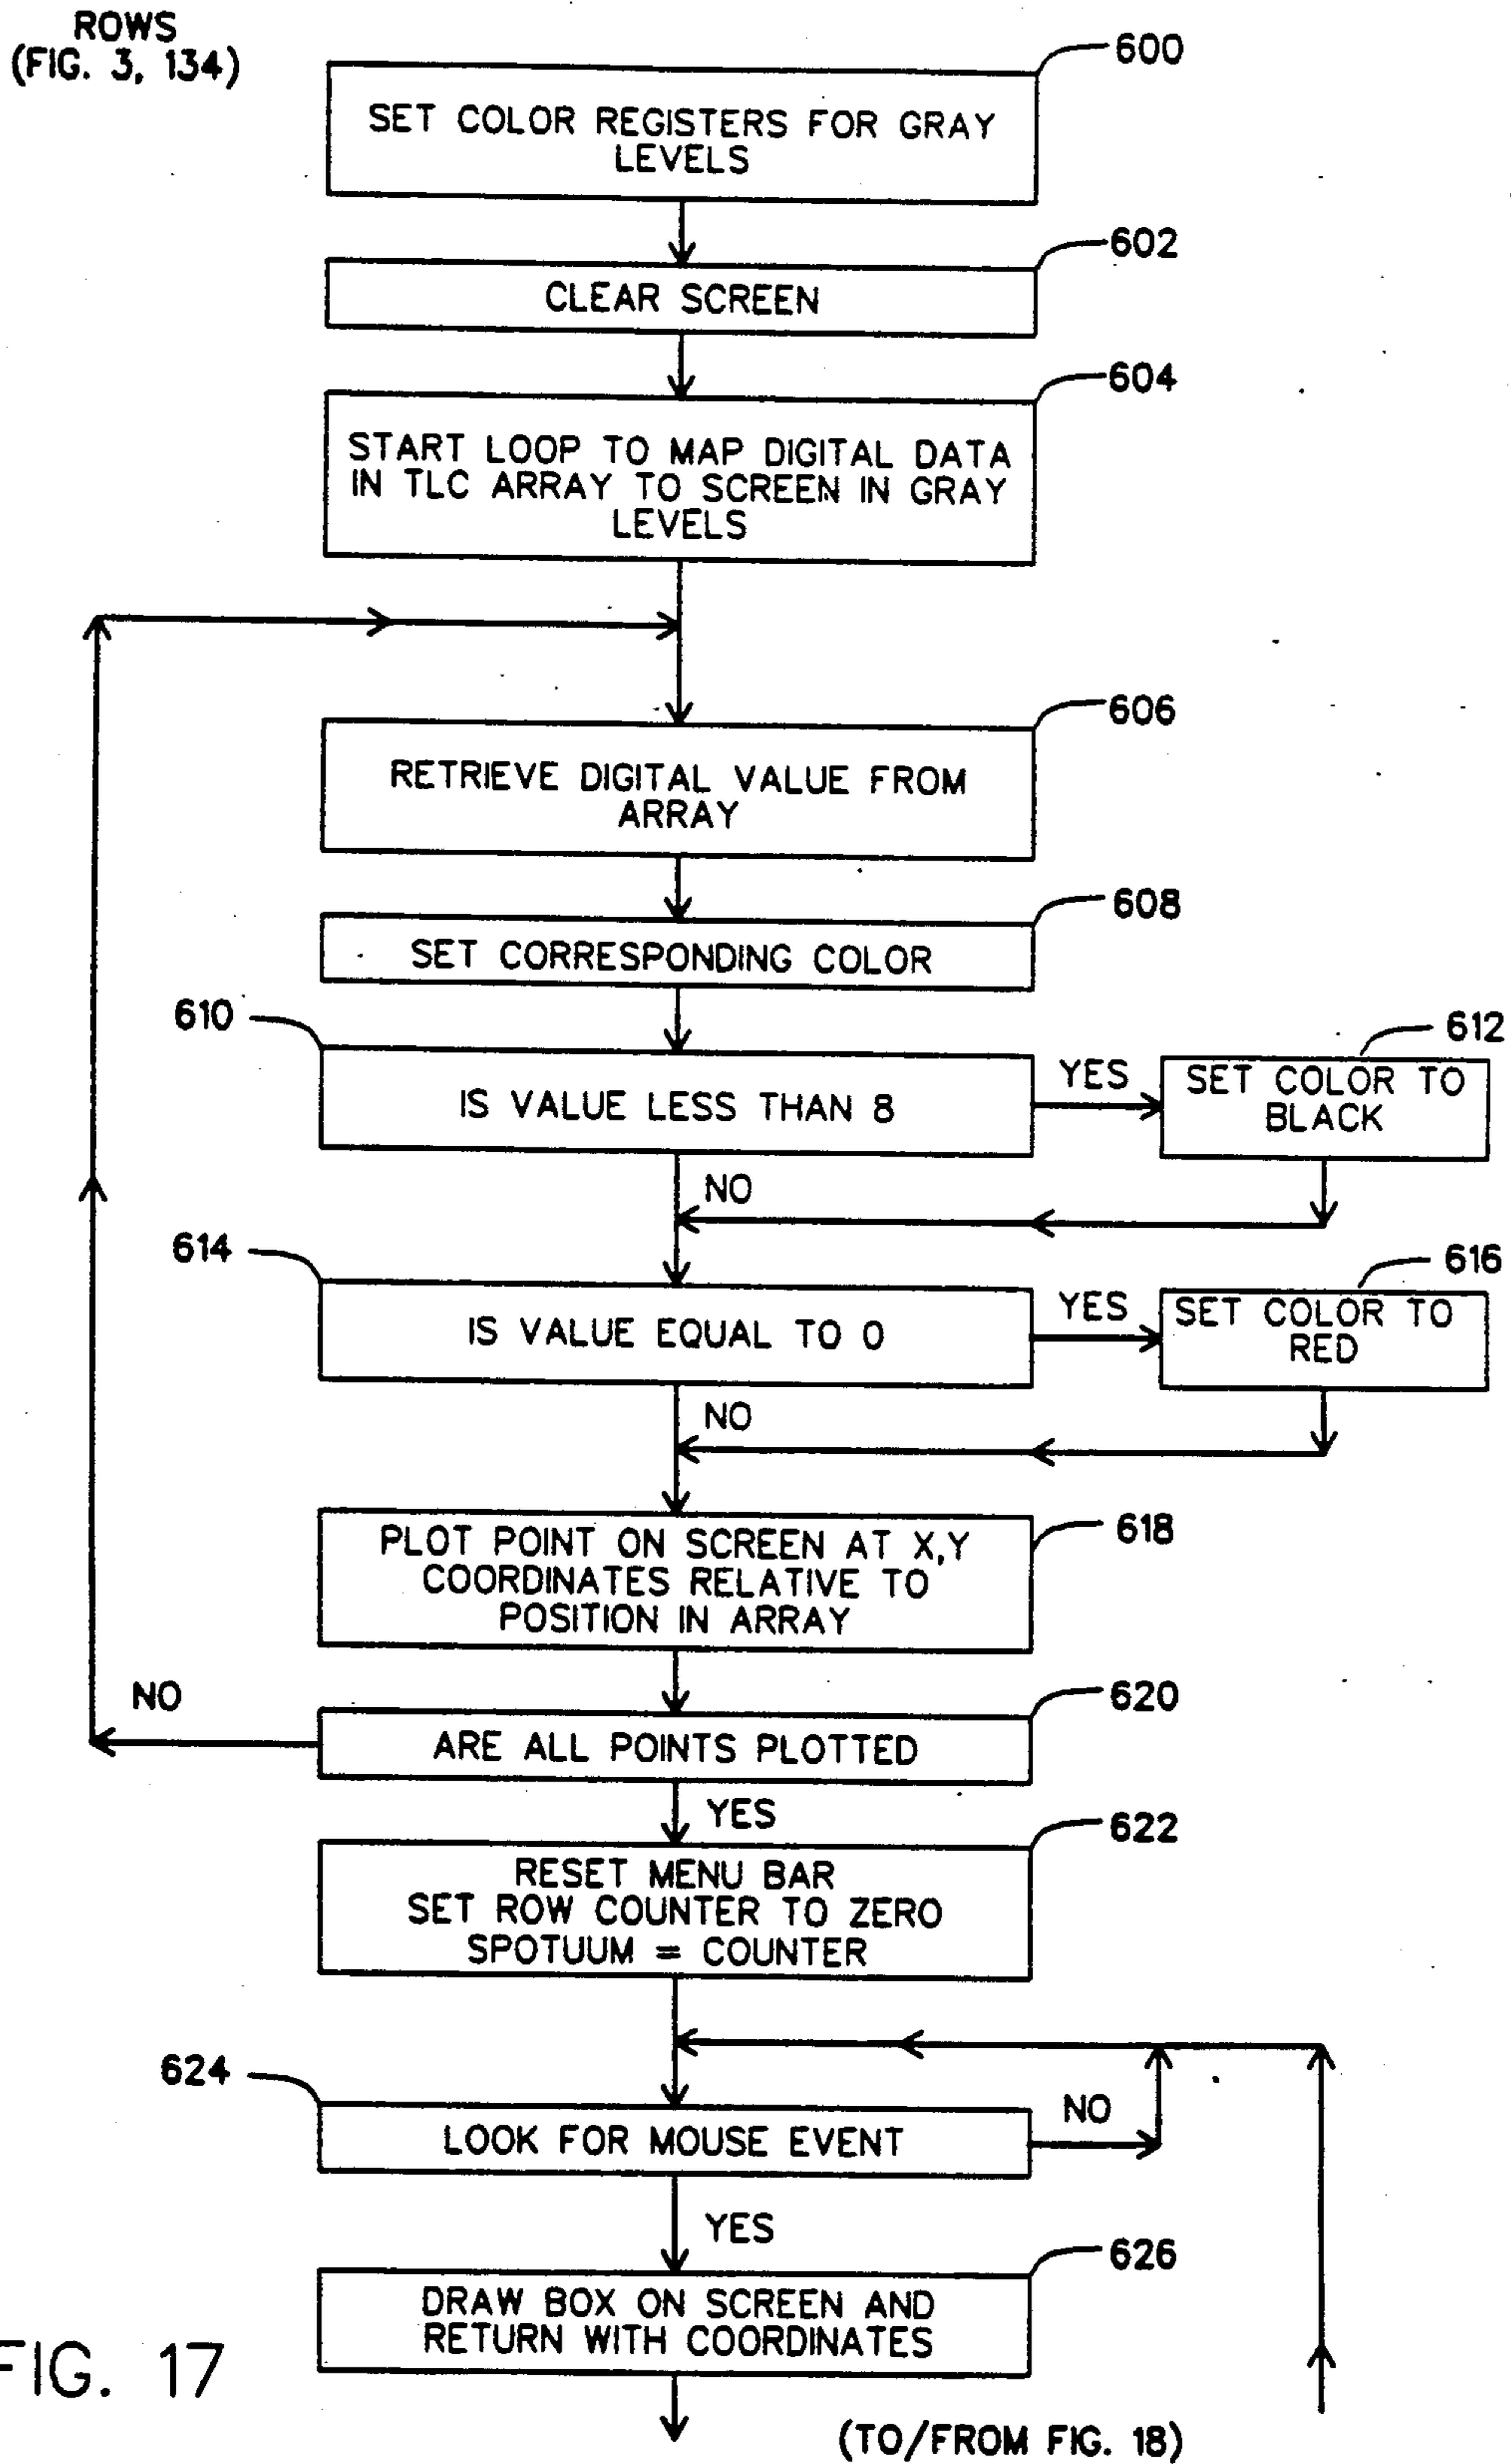 ROWS
(FIG. 3, 134)
600
SET COLOR REGISTERS FOR GRAY
LEVELS
602
CLEAR SCREEN
604
START LOOP TO MAP DIGITAL DATA
IN TLC ARRAY TO SCREEN IN GRAY
LEVELS
606
RETRIEVE DIGITAL VALUE FROM
ARRAY
608
SET CORRESPONDING COLOR
610
IS VALUE LESS THAN 8
YES
612
SET COLOR TO
BLACK
NO
614
IS VALUE EQUAL TO 0
YES
616
SET COLOR TO
RED
NO
618
PLOT POINT ON SCREEN AT X,Y
COORDINATES RELATIVE TO
POSITION IN ARRAY
NO
620
ARE ALL POINTS PLOTTED
YES
622
RESET MENU BAR
SET ROW COUNTER TO ZERO
SPOTUUM = COUNTER
624
LOOK FOR MOUSE EVENT
NO
YES
626
DRAW BOX ON SCREEN AND
RETURN WITH COORDINATES
FIG. 17
(TO/FROM FIG. 18)